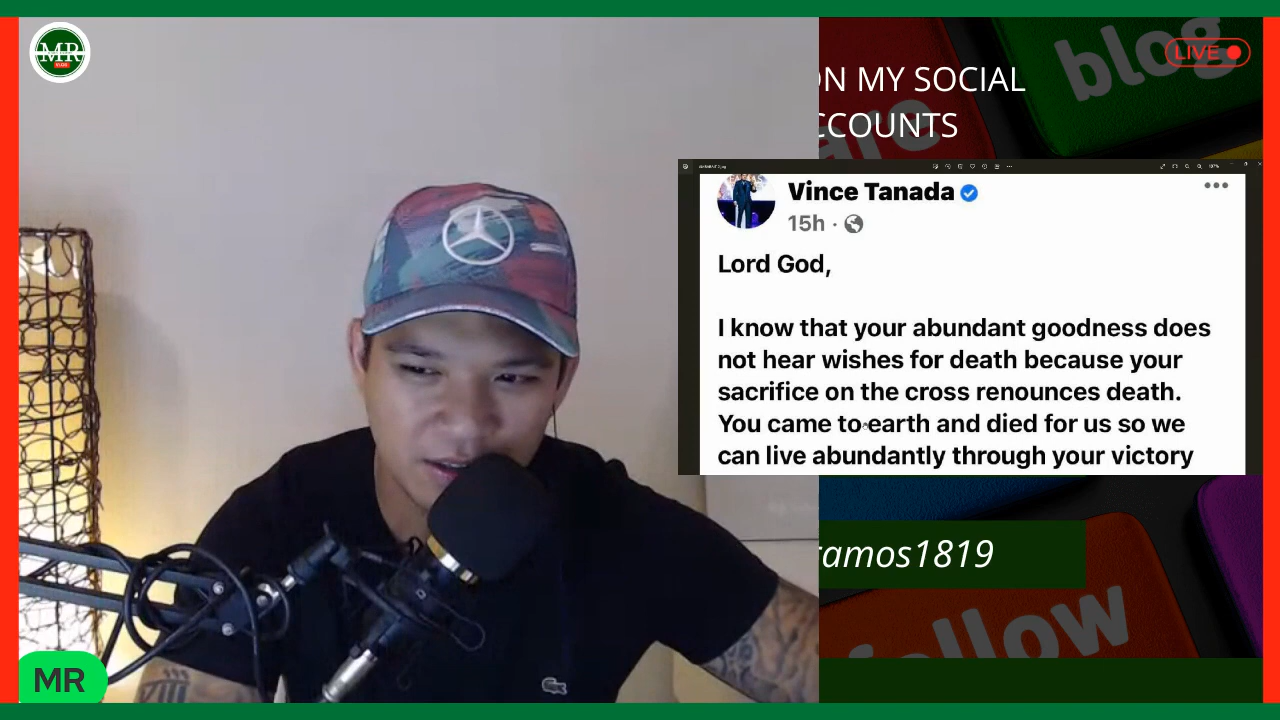 MR
LIVE
blog
ON MY SOCIAL
CCOUNTS
Vince Tanada
15h ·
Lord God,
I know that your abundant goodness does
not hear wishes for death because your
sacrifice on the cross renounces death.
You came to earth and died for us so we
can live abundantly through your victory
ramos1819
follow
MR